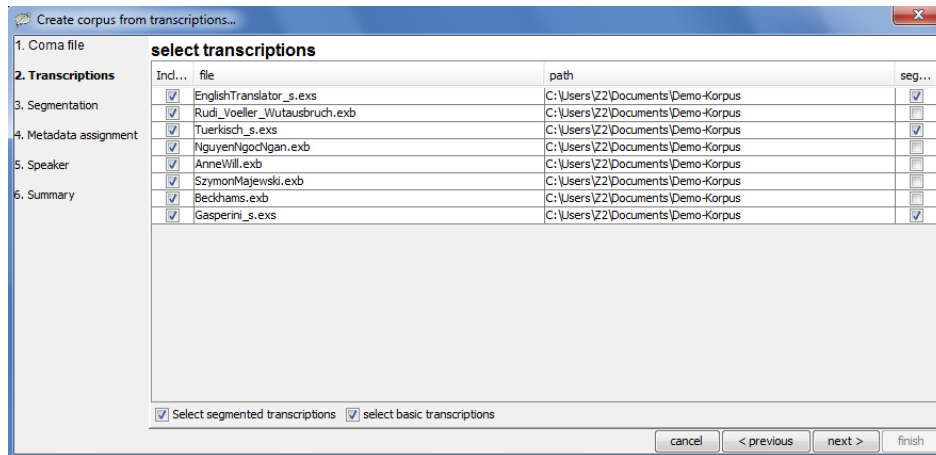 Create corpus from transcriptions...
1. Coma file
2. Transcriptions
3. Segmentation
4. Metadata assignment
5. Speaker
6. Summary
select transcriptions
Incl... file path seg...
EnglishTranslator_s.exs C:\Users\Z2\Documents\Demo-Korpus
Rudi_Voeller_Wutausbruch.exb C:\Users\Z2\Documents\Demo-Korpus
Tuerkisch_s.exs C:\Users\Z2\Documents\Demo-Korpus
NguyenNgocNgan.exb C:\Users\Z2\Documents\Demo-Korpus
AnneWill.exb C:\Users\Z2\Documents\Demo-Korpus
SzymonMajewski.exb C:\Users\Z2\Documents\Demo-Korpus
Beckhams.exb C:\Users\Z2\Documents\Demo-Korpus
Gasperini_s.exs C:\Users\Z2\Documents\Demo-Korpus
Select segmented transcriptions select basic transcriptions
cancel < previous next > finish